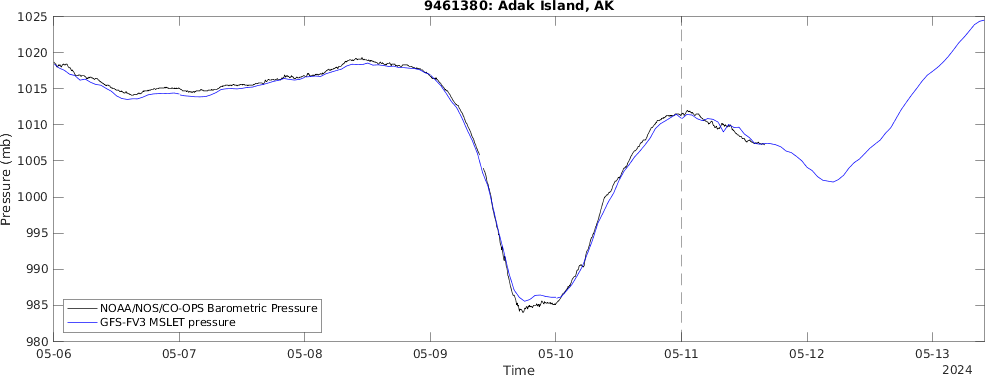 9461380: Adak Island, AK
Pressure (mb)
1025
1020
1015
1010
1005
1000
995
990
985
980
NOAA/NOS/CO-OPS Barometric Pressure
GFS-FV3 MSLET pressure
05-06 05-07 05-08 05-09 05-10 05-11 05-12 05-13
Time
2024